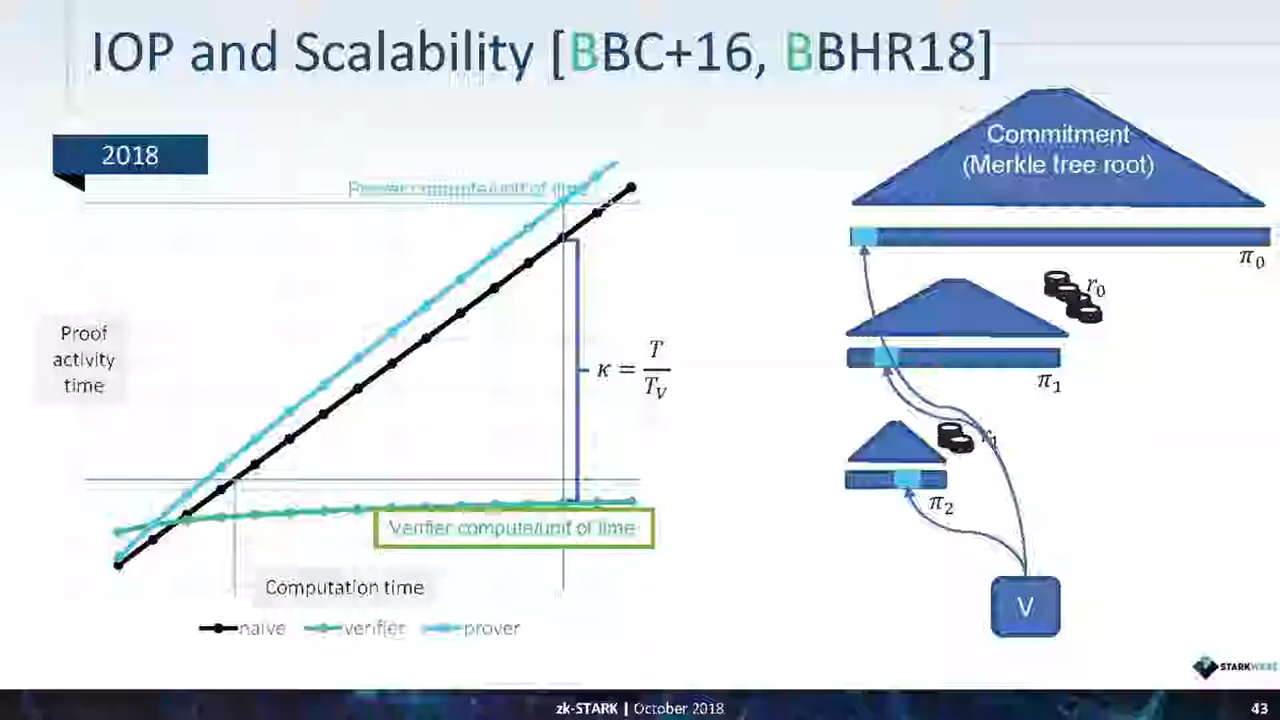 IOP and Scalability [BBC+16, BBHR18]
2018
Prover compute/unit of time
Proof
activity
time
κ = T
T_V
Verifier compute/unit of time
Computation time
naive verifier prover
Commitment
(Merkle tree root)
π₀
r₀
π₁
r₁
π₂
V
STARKWARE
zk-STARK | October 2018
43